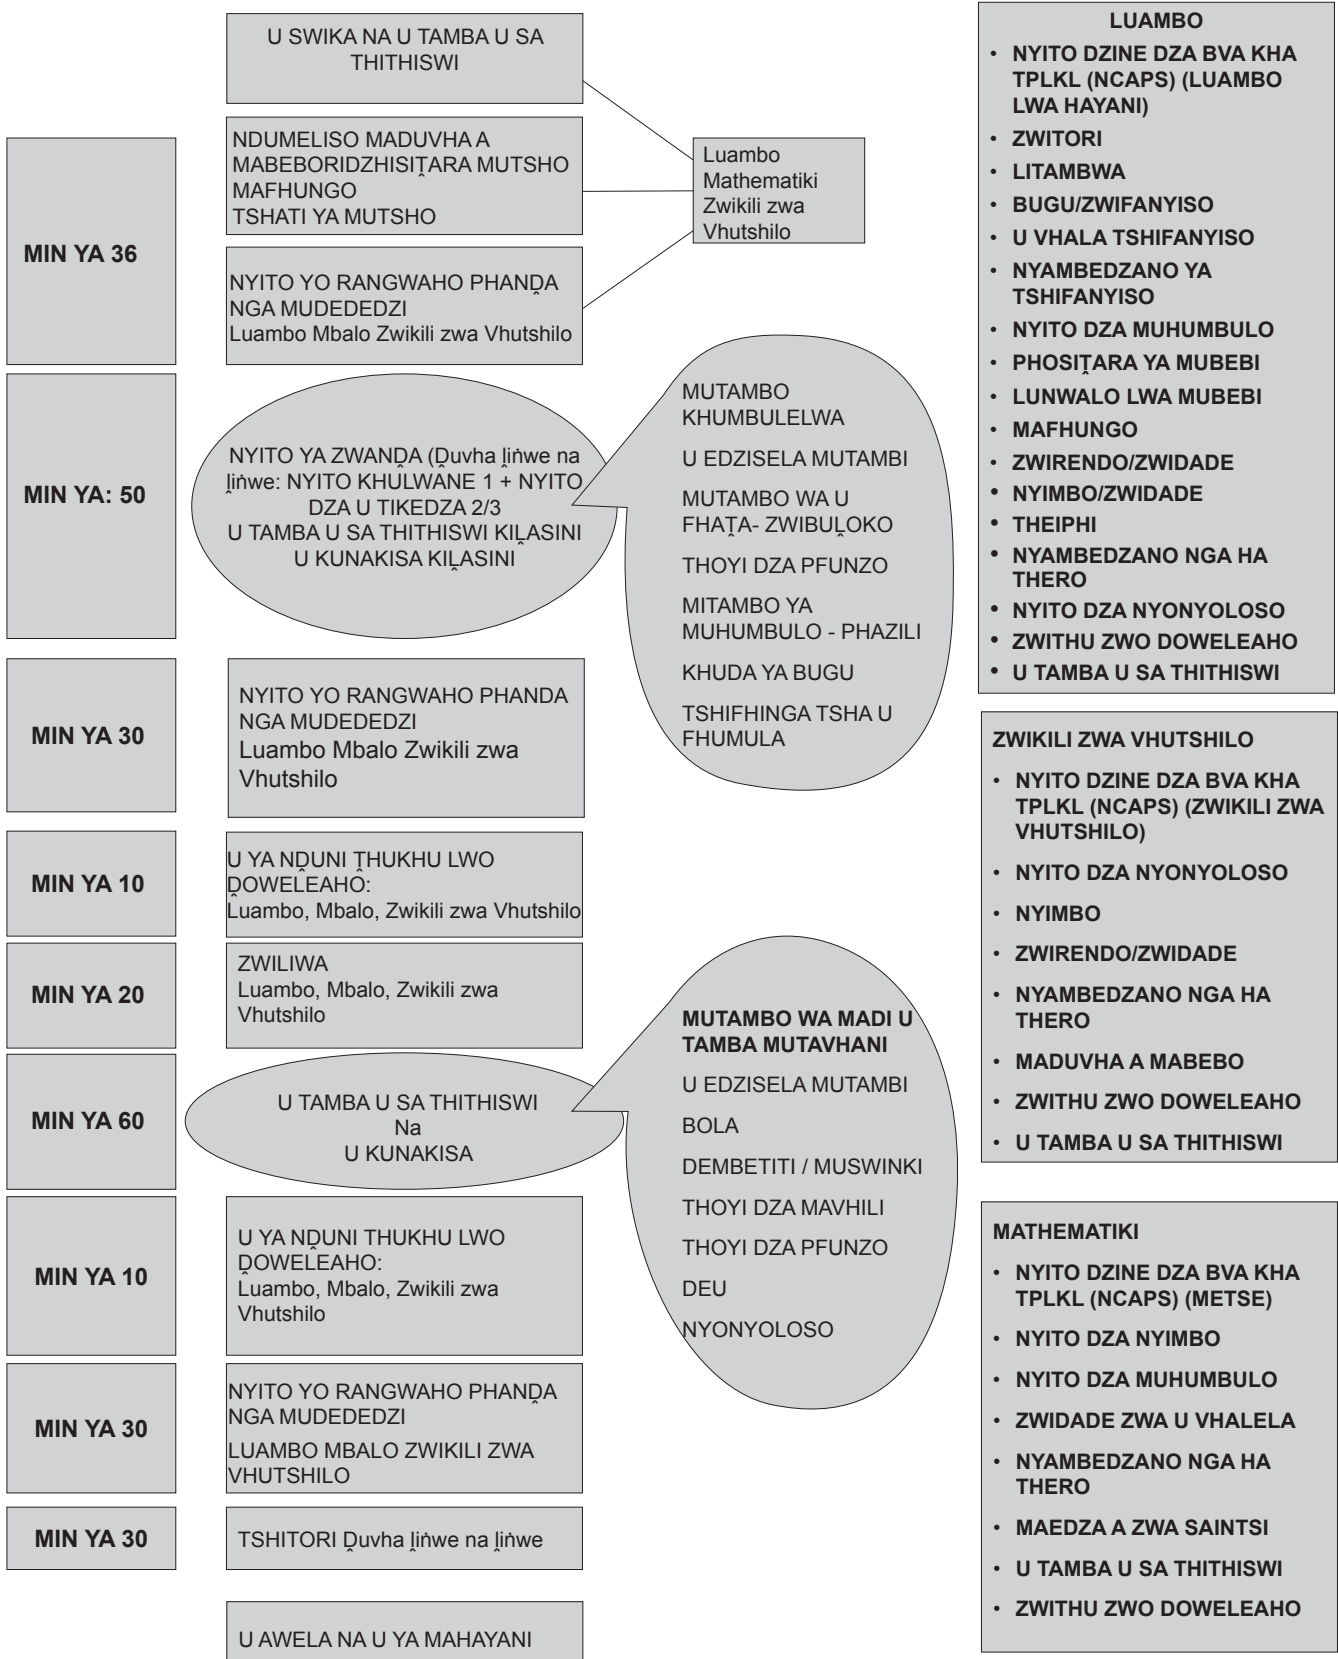 U SWIKA NA U TAMBA U SA
THITHISWI
MIN YA 36
NDUMELISO MADUVHA A
MABEBORIDZHISIṰARA MUTSHO
MAFHUNGO
TSHATI YA MUTSHO
NYITO YO RANGWAHO PHANḒA
NGA MUDEDEDZI
Luambo Mbalo Zwikili zwa Vhutshilo
Luambo
Mathematiki
Zwikili zwa
Vhutshilo
MIN YA: 50
NYITO YA ZWANḒA (Ḓuvha ḽiṅwe na
ḽiṅwe: NYITO KHULWANE 1 + NYITO
DZA U TIKEDZA 2/3
U TAMBA U SA THITHISWI KIḼASINI
U KUNAKISA KIḼASINI
MUTAMBO
KHUMBULELWA
U EDZISELA MUTAMBI
MUTAMBO WA U
FHAṰA- ZWIBUḼOKO
THOYI DZA PFUNZO
MITAMBO YA
MUHUMBULO - PHAZILI
KHUDA YA BUGU
TSHIFHINGA TSHA U
FHUMULA
MIN YA 30
NYITO YO RANGWAHO PHANDA
NGA MUDEDEDZI
Luambo Mbalo Zwikili zwa
Vhutshilo
MIN YA 10
U YA NḒUNI ṰHUKHU LWO
ḒOWELEAHO:
Luambo, Mbalo, Zwikili zwa Vhutshilo
MIN YA 20
ZWILIWA
Luambo, Mbalo, Zwikili zwa
Vhutshilo
MIN YA 60
U TAMBA U SA THITHISWI
Na
U KUNAKISA
MUTAMBO WA MADI U
TAMBA MUTAVHANI
U EDZISELA MUTAMBI
BOLA
DEMBETITI / MUSWINKI
THOYI DZA MAVHILI
THOYI DZA PFUNZO
DEU
NYONYOLOSO
MIN YA 10
U YA NḒUNI THUKHU LWO
ḒOWELEAHO:
Luambo, Mbalo, Zwikili zwa
Vhutshilo
MIN YA 30
NYITO YO RANGWAHO PHANḒA
NGA MUDEDEDZI
LUAMBO MBALO ZWIKILI ZWA
VHUTSHILO
MIN YA 30
TSHITORI Ḓuvha ḽiṅwe na ḽiṅwe
U AWELA NA U YA MAHAYANI
LUAMBO
• NYITO DZINE DZA BVA KHA
TPLKL (NCAPS) (LUAMBO
LWA HAYANI)
• ZWITORI
• LITAMBWA
• BUGU/ZWIFANYISO
• U VHALA TSHIFANYISO
• NYAMBEDZANO YA
TSHIFANYISO
• NYITO DZA MUHUMBULO
• PHOSIṰARA YA MUBEBI
• LUNWALO LWA MUBEBI
• MAFHUNGO
• ZWIRENDO/ZWIDADE
• NYIMBO/ZWIDADE
• THEIPHI
• NYAMBEDZANO NGA HA
THERO
• NYITO DZA NYONYOLOSO
• ZWITHU ZWO DOWELEAHO
• U TAMBA U SA THITHISWI
ZWIKILI ZWA VHUTSHILO
• NYITO DZINE DZA BVA KHA
TPLKL (NCAPS) (ZWIKILI ZWA
VHUTSHILO)
• NYITO DZA NYONYOLOSO
• NYIMBO
• ZWIRENDO/ZWIDADE
• NYAMBEDZANO NGA HA
THERO
• MADUVHA A MABEBO
• ZWITHU ZWO DOWELEAHO
• U TAMBA U SA THITHISWI
MATHEMATIKI
• NYITO DZINE DZA BVA KHA
TPLKL (NCAPS) (METSE)
• NYITO DZA NYIMBO
• NYITO DZA MUHUMBULO
• ZWIDADE ZWA U VHALELA
• NYAMBEDZANO NGA HA
THERO
• MAEDZA A ZWA SAINTSI
• U TAMBA U SA THITHISWI
• ZWITHU ZWO DOWELEAHO